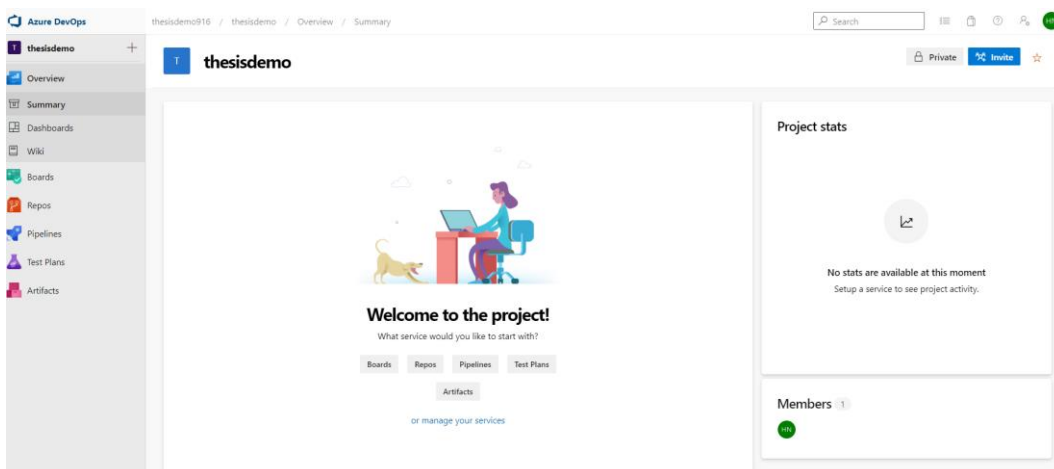 Azure DevOps
thesisdemo916 / thesisdemo / Overview / Summary
Search
HN
T thesisdemo
T thesisdemo
Private
Invite
Overview
Summary
Dashboards
Wiki
Boards
Repos
Pipelines
Test Plans
Artifacts
Welcome to the project!
What service would you like to start with?
Boards Repos Pipelines Test Plans
Artifacts
or manage your services
Project stats
No stats are available at this moment
Setup a service to see project activity.
Members 1
HN